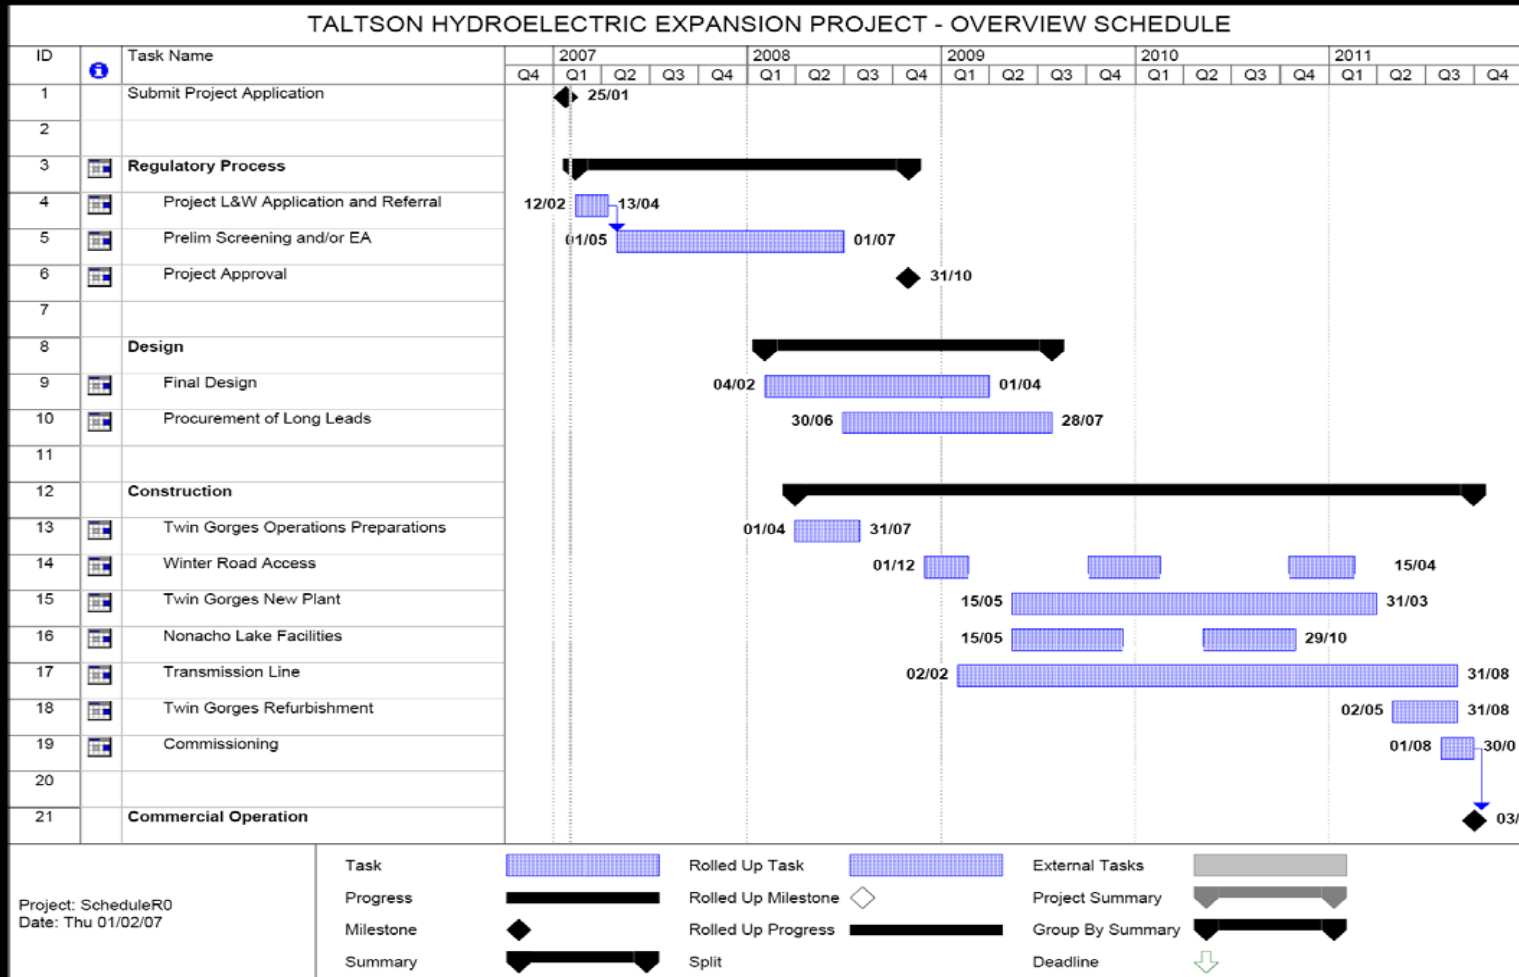 TALTSON HYDROELECTRIC EXPANSION PROJECT - OVERVIEW SCHEDULE
ID Task Name 2007 2008 2009 2010 2011
Q4 Q1 Q2 Q3 Q4 Q1 Q2 Q3 Q4 Q1 Q2 Q3 Q4 Q1 Q2 Q3 Q4 Q1 Q2 Q3 Q4
1 Submit Project Application 25/01
2
3 Regulatory Process
4 Project L&W Application and Referral 12/02 13/04
5 Prelim Screening and/or EA 01/05 01/07
6 Project Approval 31/10
7
8 Design
9 Final Design 04/02 01/04
10 Procurement of Long Leads 30/06 28/07
11
12 Construction
13 Twin Gorges Operations Preparations 01/04 31/07
14 Winter Road Access 01/12 15/04
15 Twin Gorges New Plant 15/05 31/03
16 Nonacho Lake Facilities 15/05 29/10
17 Transmission Line 02/02 31/08
18 Twin Gorges Refurbishment 02/05 31/08
19 Commissioning 01/08 30/0
20
21 Commercial Operation 03/
Project: ScheduleR0
Date: Thu 01/02/07
Task Rolled Up Task External Tasks
Progress Rolled Up Milestone Project Summary
Milestone Rolled Up Progress Group By Summary
Summary Split Deadline